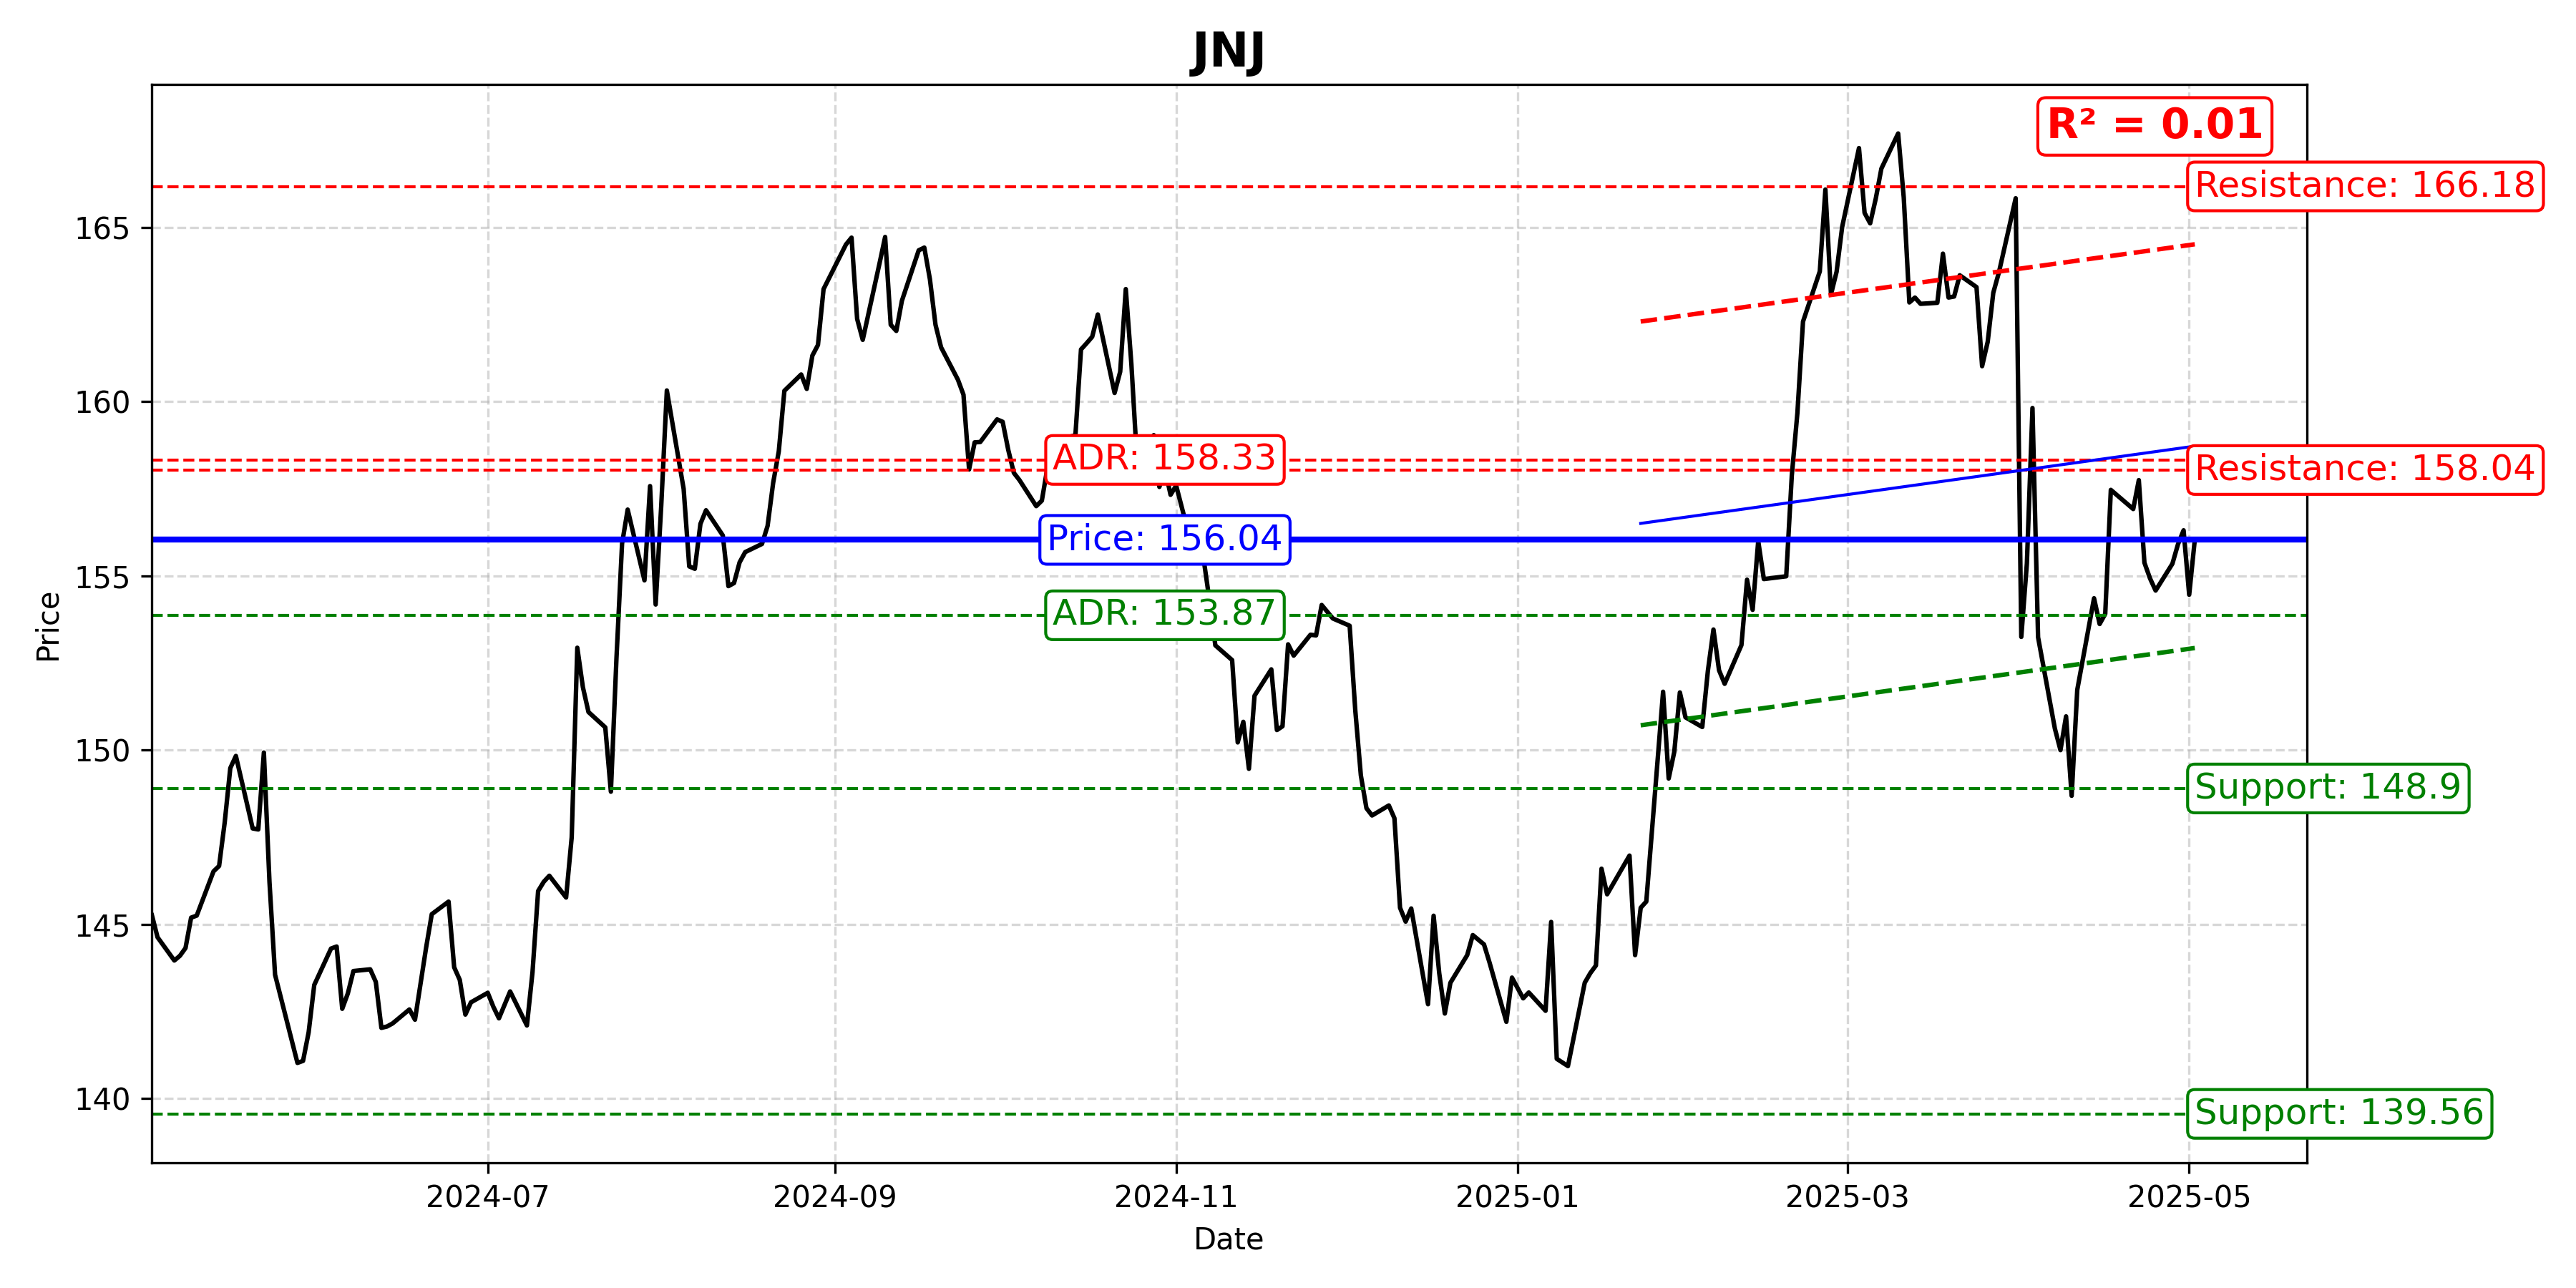 JNJ
R² = 0.01
Resistance: 166.18
165
160
ADR: 158.33
Resistance: 158.04
Price: 156.04
155
ADR: 153.87
Price
150
Support: 148.9
145
140
Support: 139.56
2024-07
2024-09
2024-11
2025-01
2025-03
2025-05
Date